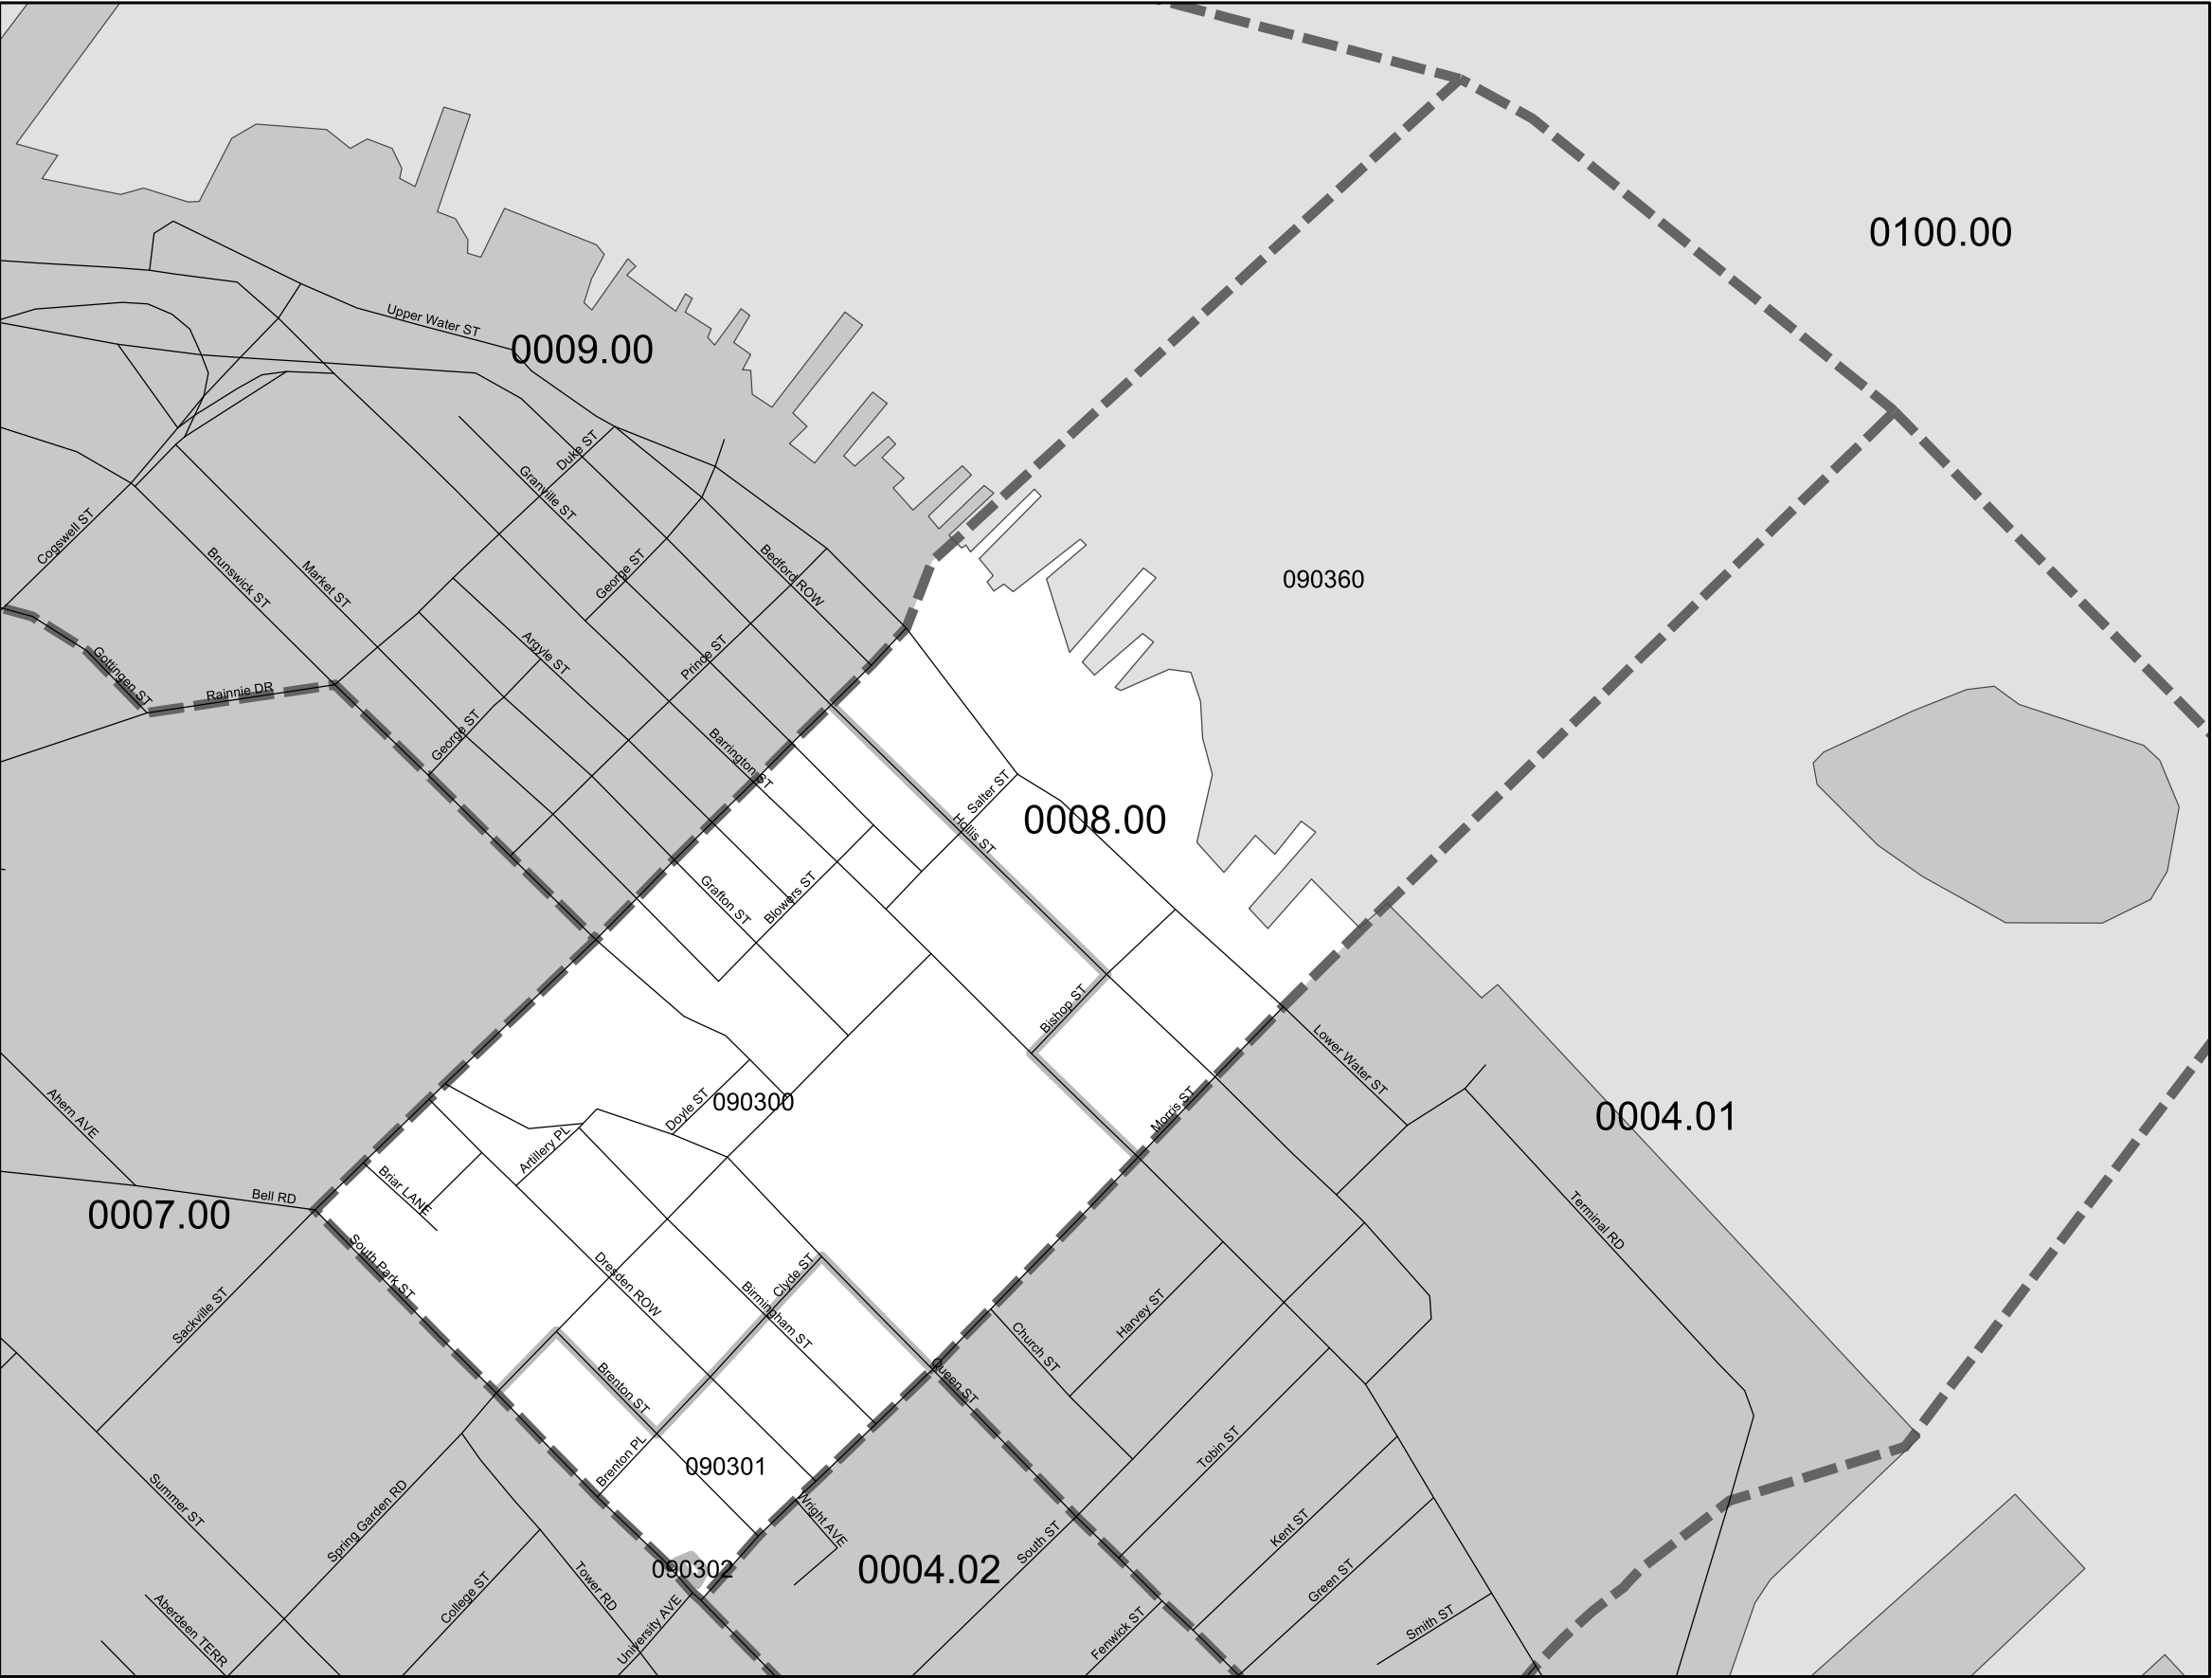 0100.00
Upper Water ST
0009.00
Duke ST
Granville ST
Cogswell ST
Brunswick ST
Market ST
George ST
Bedford ROW
090360
Gottingen ST
Rainnie DR
Argyle ST
Prince ST
George ST
Barrington ST
Salter ST
Hollis ST
0008.00
Grafton ST
Blowers ST
Bishop ST
Lower Water ST
Ahern AVE
Doyle ST
090300
Morris ST
0004.01
Artillery PL
Briar LANE
Bell RD
0007.00
South Park ST
Terminal RD
Sackville ST
Dresden ROW
Clyde ST
Birmingham ST
Harvey ST
Church ST
Brenton ST
Queen ST
Brenton PL
090301
Tobin ST
Summer ST
Spring Garden RD
Wright AVE
Kent ST
South ST
0004.02
090302
College ST
Tower RD
Green ST
Aberdeen TERR
University AVE
Fenwick ST
Smith ST